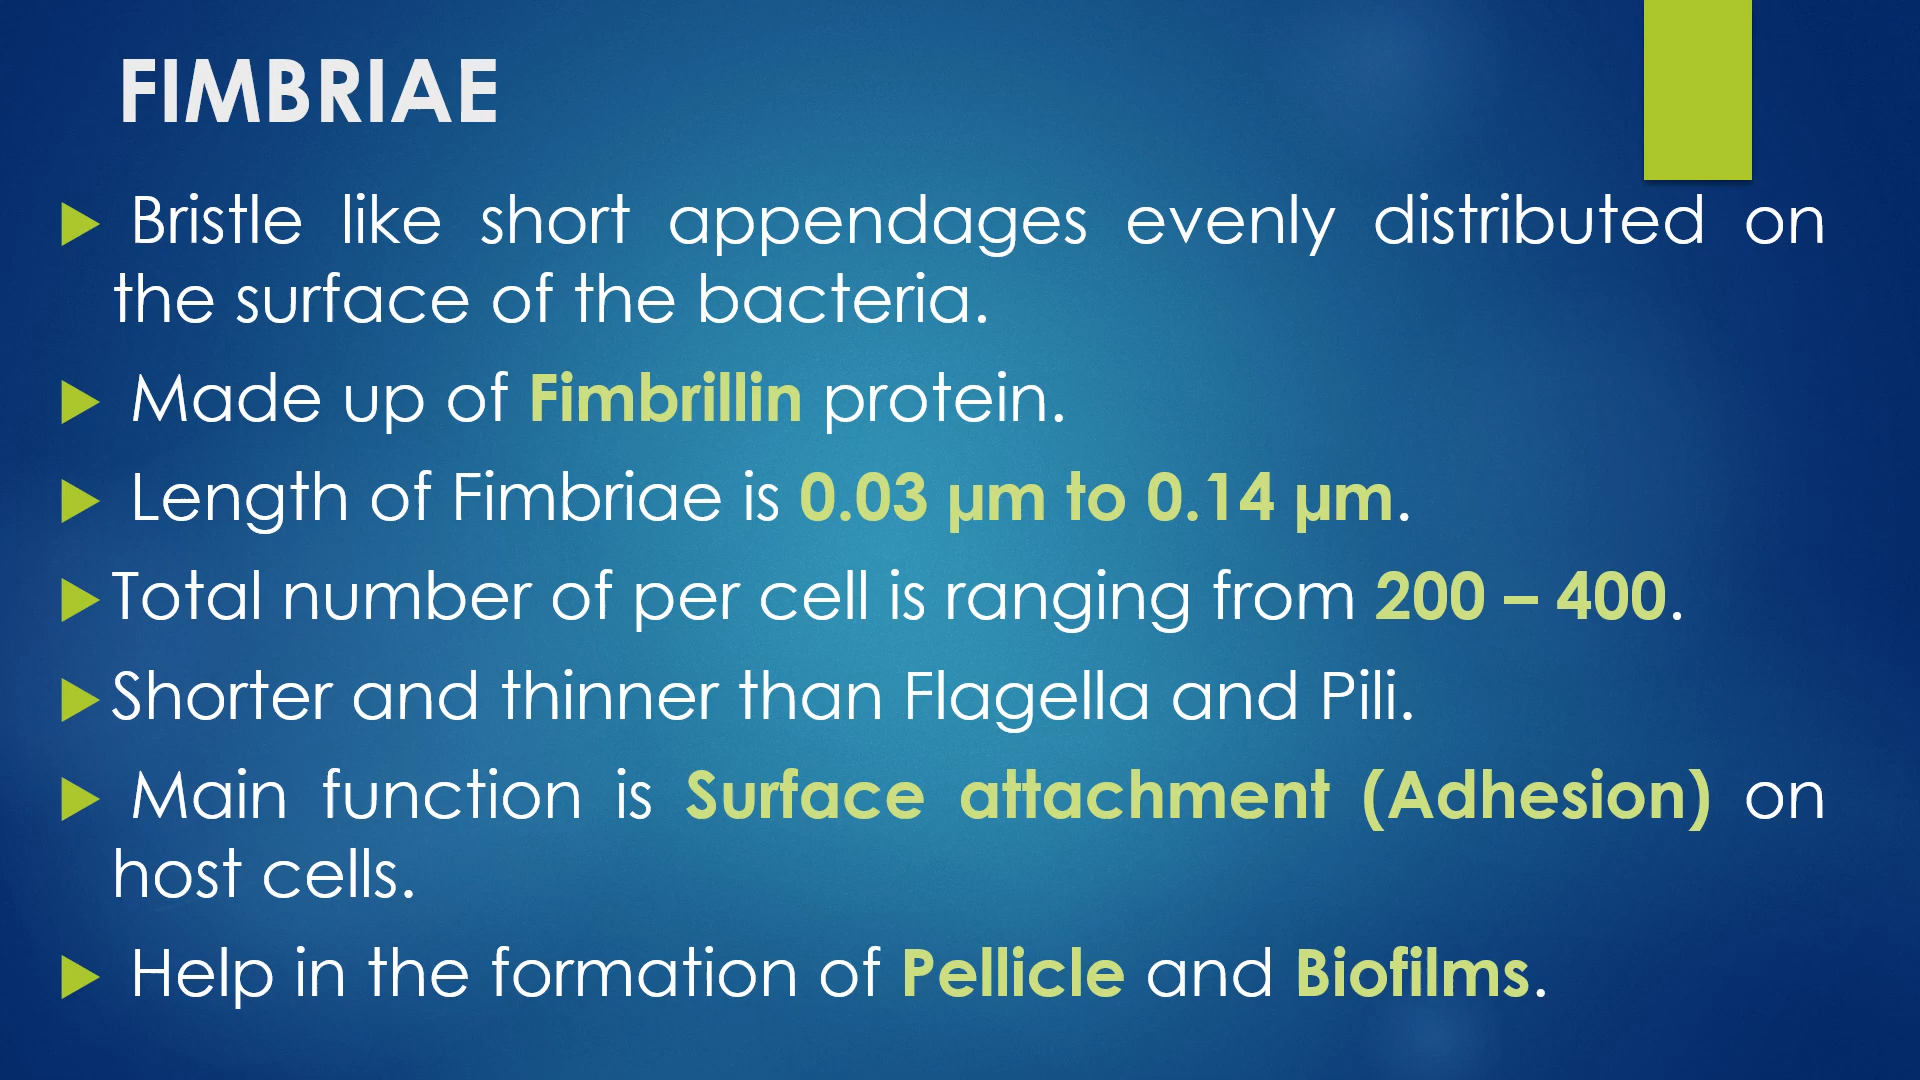 FIMBRIAE
Bristle like short appendages evenly distributed on
the surface of the bacteria.
Made up of Fimbrillin protein.
Length of Fimbriae is 0.03 µm to 0.14 µm.
Total number of per cell is ranging from 200 – 400.
Shorter and thinner than Flagella and Pili.
Main function is Surface attachment (Adhesion) on
host cells.
Help in the formation of Pellicle and Biofilms.